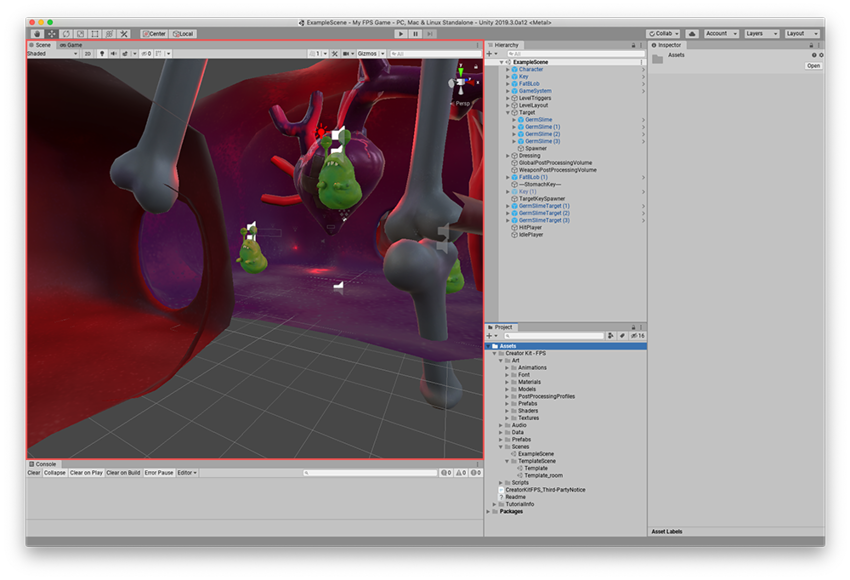 ExampleScene - My FPS Game - PC, Mac & Linux Standalone - Unity 2019.3.0a12 <Metal>
Center Local Collab Account Layers Layout
Scene Game
Shaded 2D 0 1 Gizmos All
Persp
Console
Clear Collapse Clear on Play Clear on Build Error Pause Editor 0 0 0
Hierarchy
All
ExampleScene
Character
Key
FatBLob
GameSystem
LevelTriggers
LevelLayout
Target
GermSlime
GermSlime (1)
GermSlime (2)
GermSlime (3)
Spawner
Dressing
GlobalPostProcessingVolume
WeaponPostProcessingVolume
FatBLob (1)
---StomachKey---
Key (1)
TargetKeySpawner
GermSlimeTarget (1)
GermSlimeTarget (2)
GermSlimeTarget (3)
HitPlayer
IdlePlayer
Project
16
Assets
Creator Kit - FPS
Art
Animations
Font
Materials
Models
PostProcessingProfiles
Prefabs
Shaders
Textures
Audio
Data
Prefabs
Scenes
ExampleScene
TemplateScene
Template
Template_room
Scripts
CreatorKitFPS_Third-PartyNotice
Readme
TutorialInfo
Packages
Inspector
Assets
Open
Asset Labels